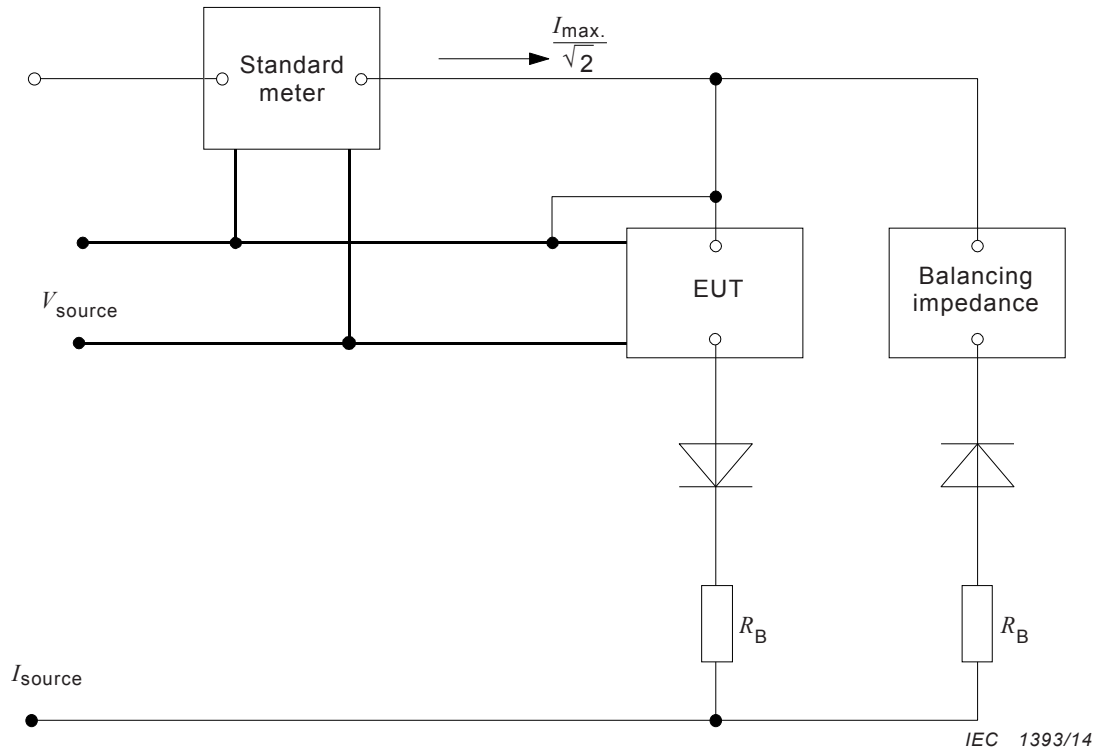 Standard
meter
Imax.
√2
Vsource
EUT
Balancing
impedance
RB
RB
Isource
IEC 1393/14